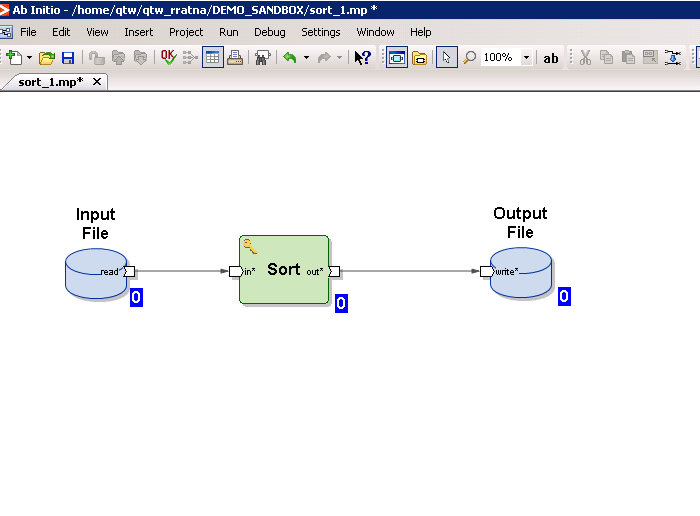 Ab Initio - /home/qtw/qtw_rratna/DEMO_SANDBOX/sort_1.mp *
File Edit View Insert Project Run Debug Settings Window Help
OK 100% ab
sort_1.mp*
Input
File
Output
File
read
in*
Sort
out*
write*
0
0
0